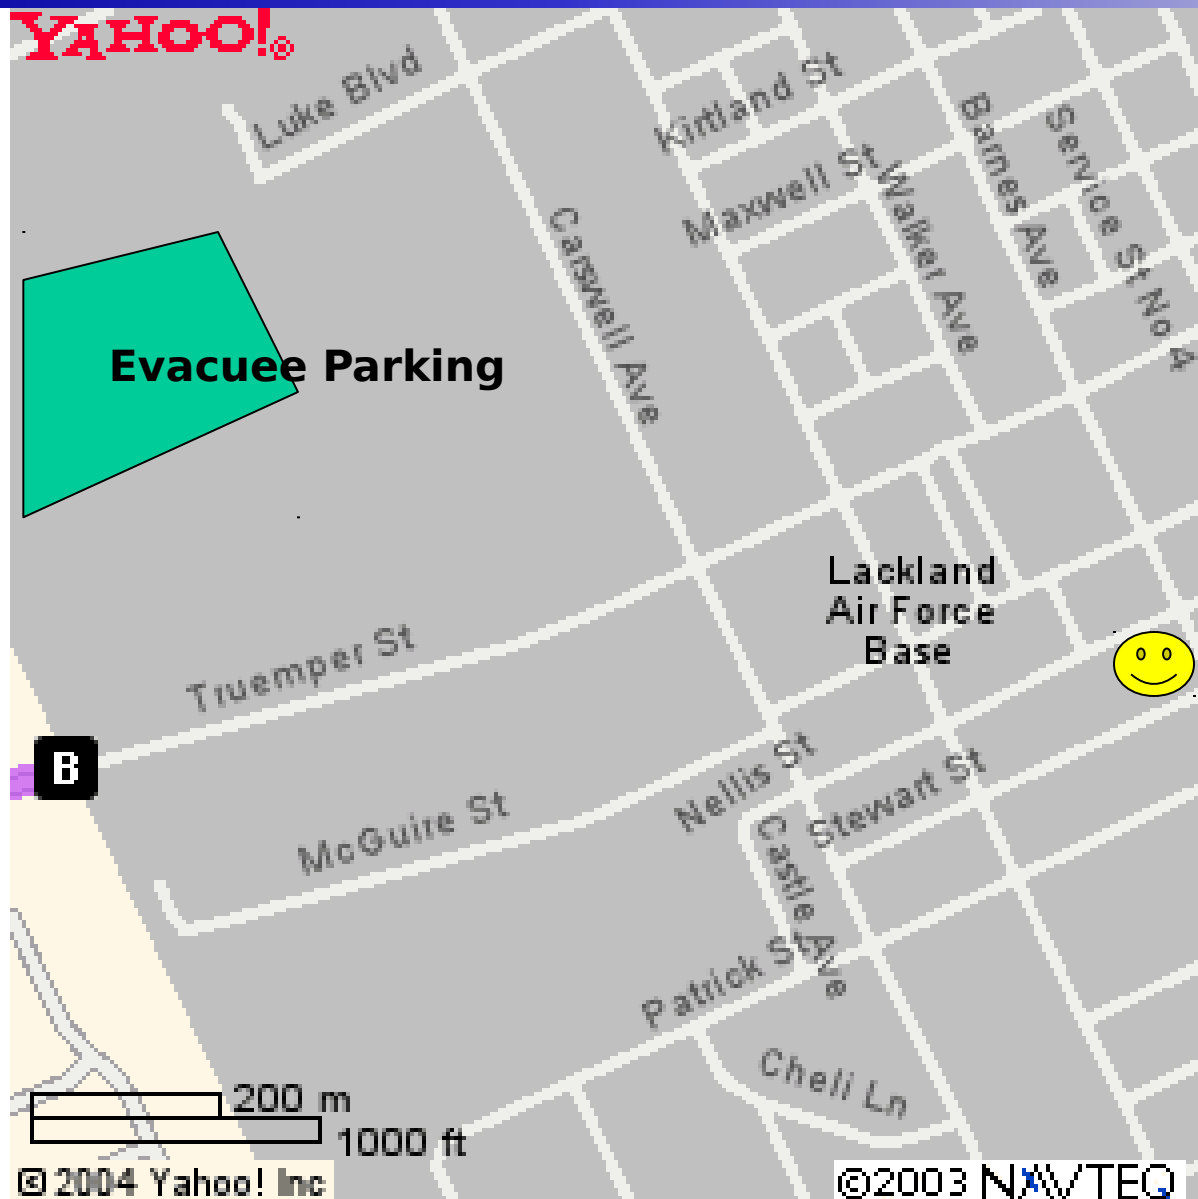 YAHOO!®
Luke Blvd
Kirtland St
Maxwell St
Walker Ave
Barnes Ave
Service St No 4
Carswell Ave
Evacuee Parking
Lackland
Air Force
Base
Truemper St
B
McGuire St
Nellis St
Stewart St
Castle Ave
Patrick St
Cheli Ln
200 m
1000 ft
© 2004 Yahoo! Inc
©2003 NAVTEQ